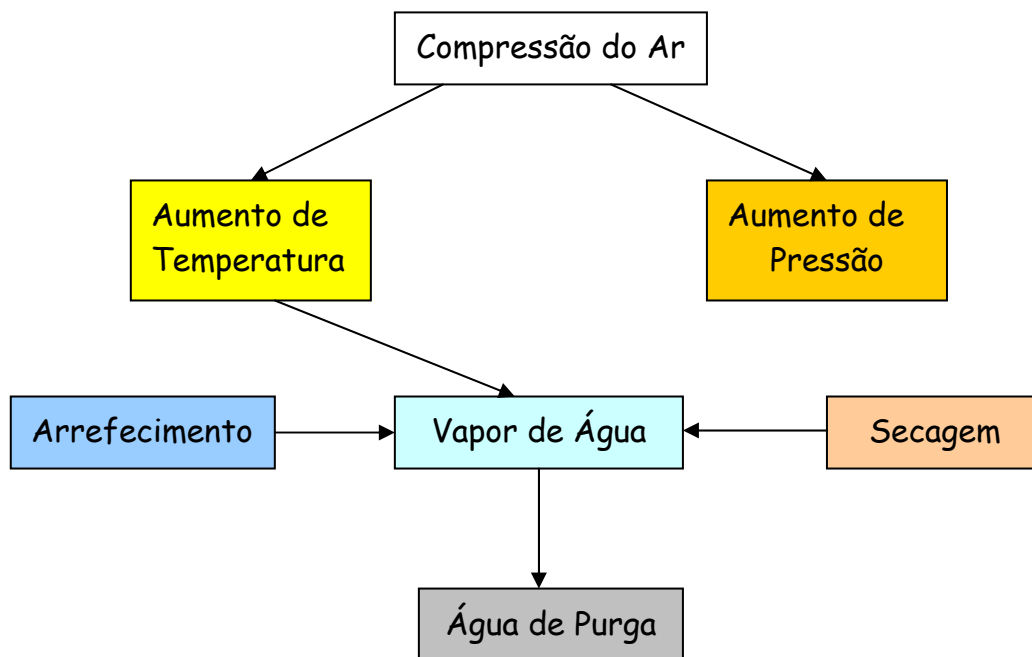 Compressão do Ar
Aumento de
Temperatura
Aumento de
Pressão
Arrefecimento
Vapor de Água
Secagem
Água de Purga